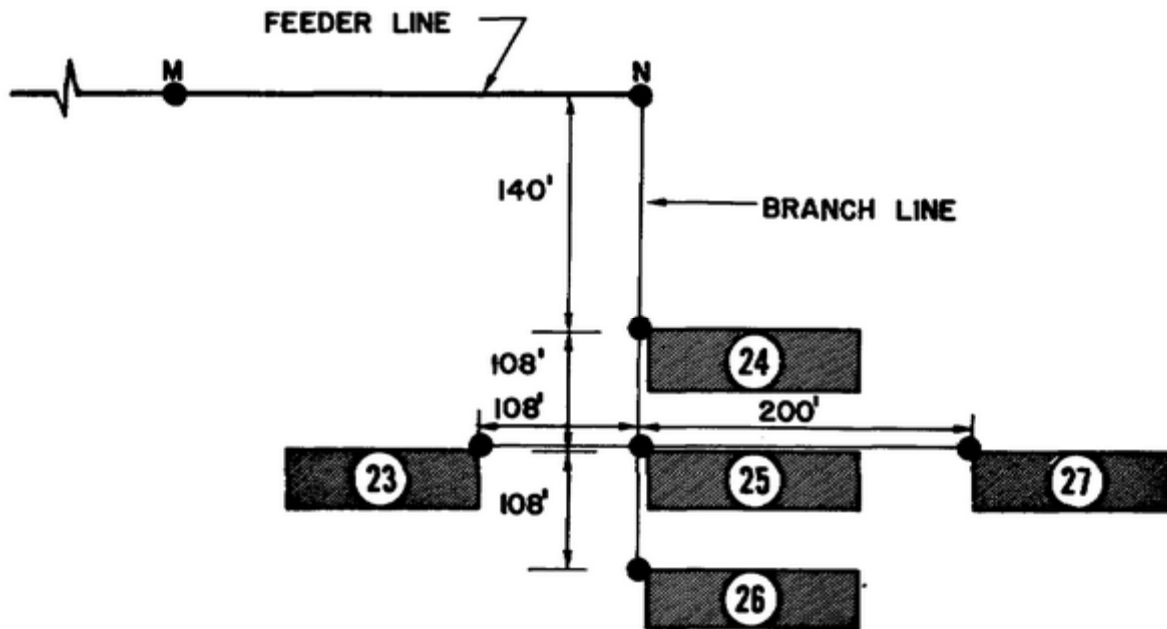 FEEDER LINE
M
N
140'
BRANCH LINE
24
108'
108'
200'
23
25
27
108'
26